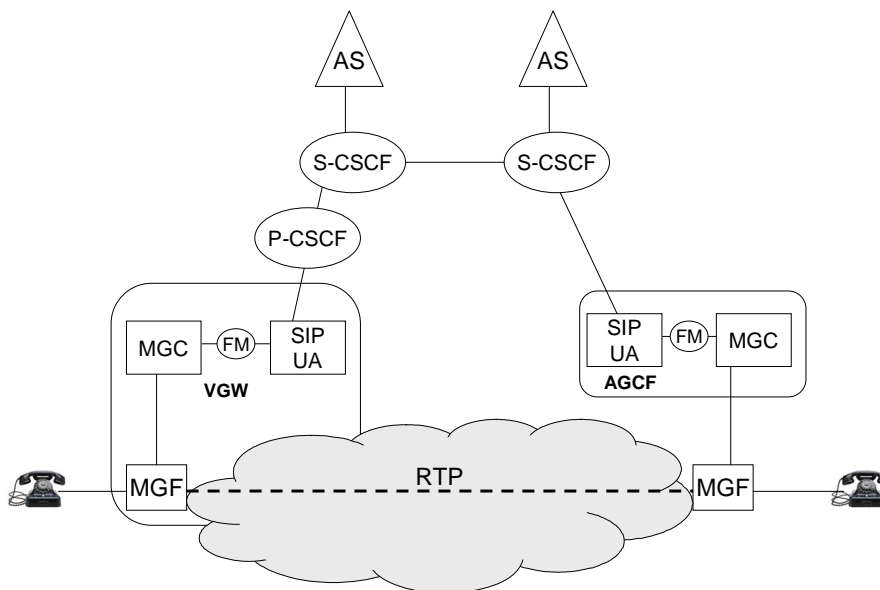 AS
AS
S-CSCF
S-CSCF
P-CSCF
MGC
FM
SIP
UA
VGW
SIP
UA
FM
MGC
AGCF
MGF
RTP
MGF